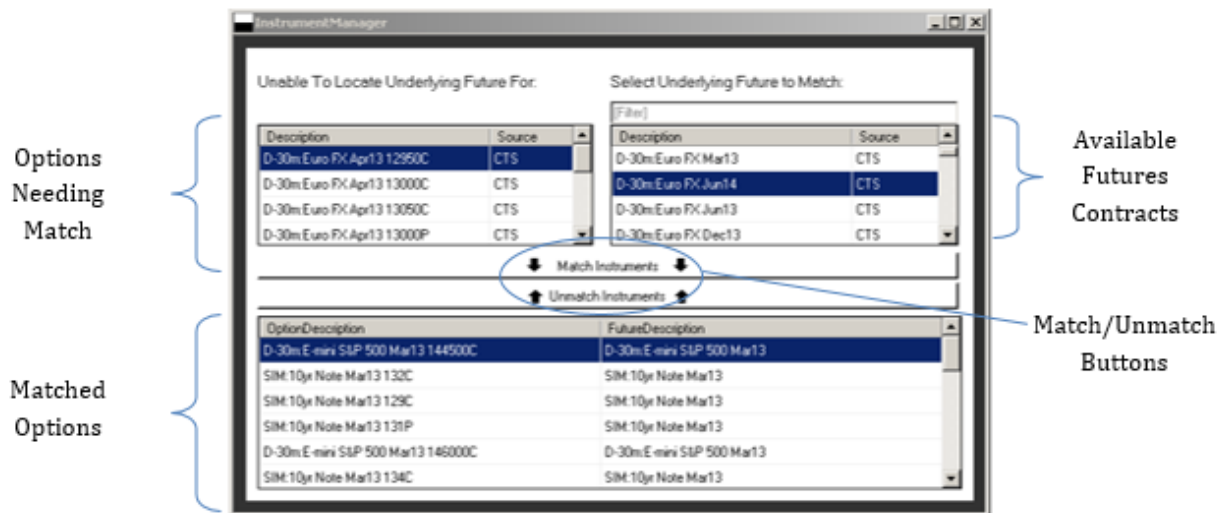 InstrumentManager
Unable To Locate Underlying Future For:
Select Underlying Future to Match:
[Filter]
Options
Needing
Match
Description Source
D-30m:Euro FX Apr13 12950C CTS
D-30m:Euro FX Apr13 13000C CTS
D-30m:Euro FX Apr13 13050C CTS
D-30m:Euro FX Apr13 13000P CTS
Description Source
D-30m:Euro FX Mar13 CTS
D-30m:Euro FX Jun14 CTS
D-30m:Euro FX Jun13 CTS
D-30m:Euro FX Dec13 CTS
Available
Futures
Contracts
Match Instruments
Unmatch Instruments
Match/Unmatch
Buttons
Matched
Options
OptionDescription FutureDescription
D-30m:E-mini S&P 500 Mar13 144500C D-30m:E-mini S&P 500 Mar13
SIM:10yr Note Mar13 132C SIM:10yr Note Mar13
SIM:10yr Note Mar13 129C SIM:10yr Note Mar13
SIM:10yr Note Mar13 131P SIM:10yr Note Mar13
D-30m:E-mini S&P 500 Mar13 146000C D-30m:E-mini S&P 500 Mar13
SIM:10yr Note Mar13 134C SIM:10yr Note Mar13